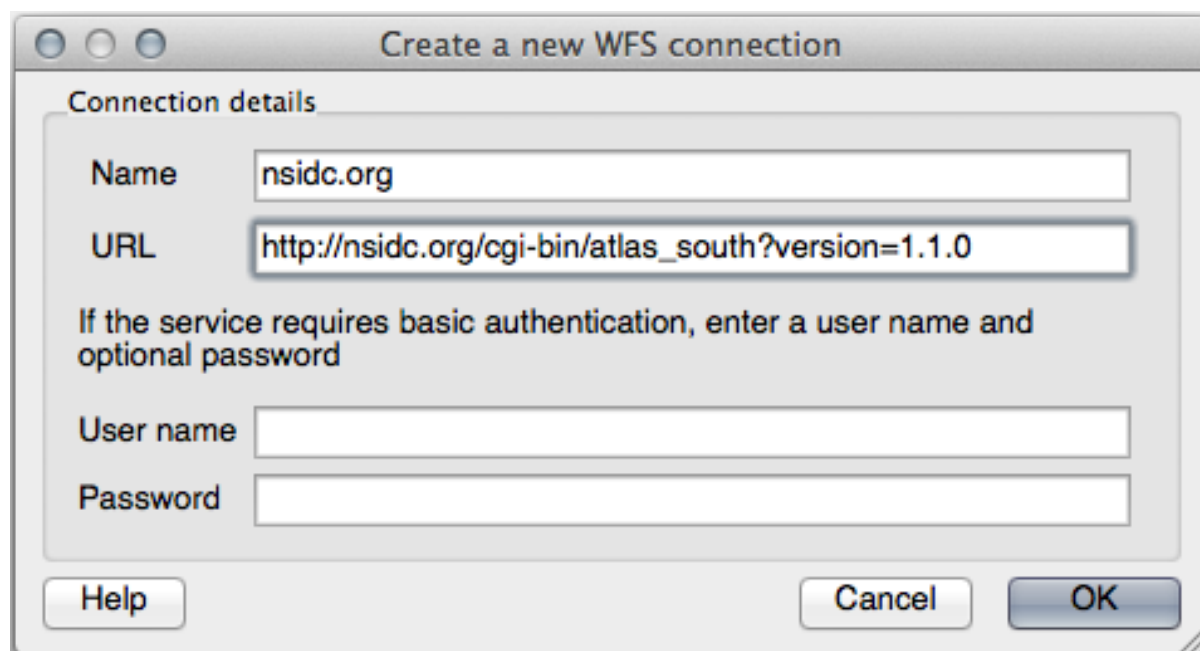 Create a new WFS connection
Connection details
Name
nsidc.org
URL
http://nsidc.org/cgi-bin/atlas_south?version=1.1.0
If the service requires basic authentication, enter a user name and
optional password
User name
Password
Help
Cancel
OK